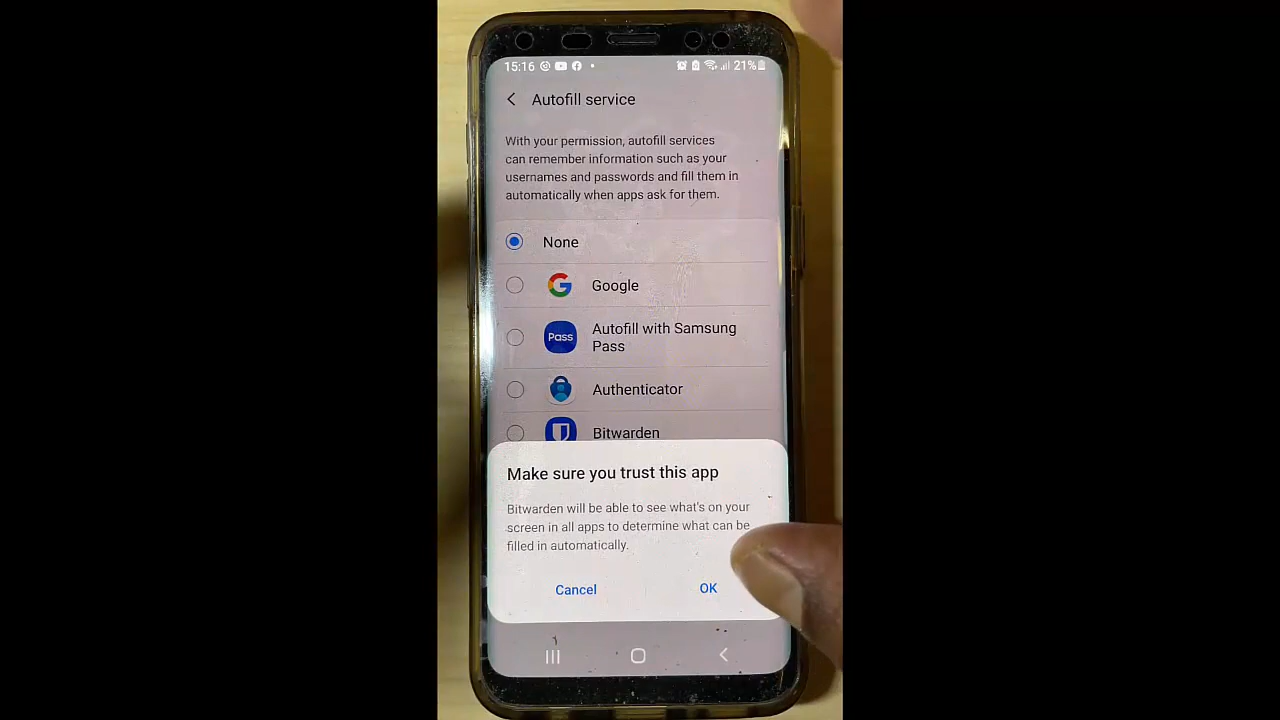 15:16
21%
Autofill service
With your permission, autofill services
can remember information such as your
usernames and passwords and fill them in
automatically when apps ask for them.
None
Google
Pass
Autofill with Samsung
Pass
Authenticator
Bitwarden
Make sure you trust this app
Bitwarden will be able to see what's on your
screen in all apps to determine what can be
filled in automatically.
Cancel
OK